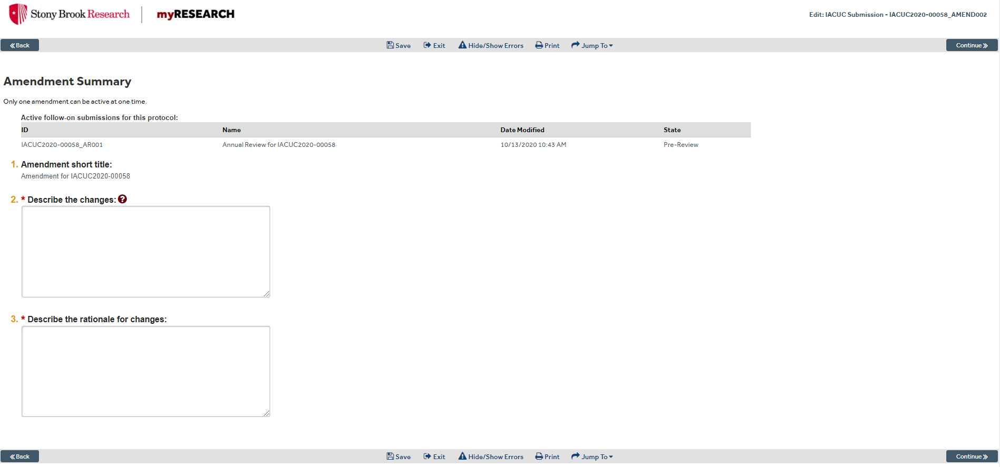 Stony Brook Research
myRESEARCH
Edit: IACUC Submission - IACUC2020-00058_AMEND002
« Back
Save Exit Hide/Show Errors Print Jump To
Continue »
Amendment Summary
Only one amendment can be active at one time.
Active follow-on submissions for this protocol:
ID Name Date Modified State
IACUC2020-00058_AR001 Annual Review for IACUC2020-00058 10/13/2020 10:43 AM Pre-Review
1. Amendment short title:
Amendment for IACUC2020-00058
2. * Describe the changes: ?
3. * Describe the rationale for changes:
« Back
Save Exit Hide/Show Errors Print Jump To
Continue »